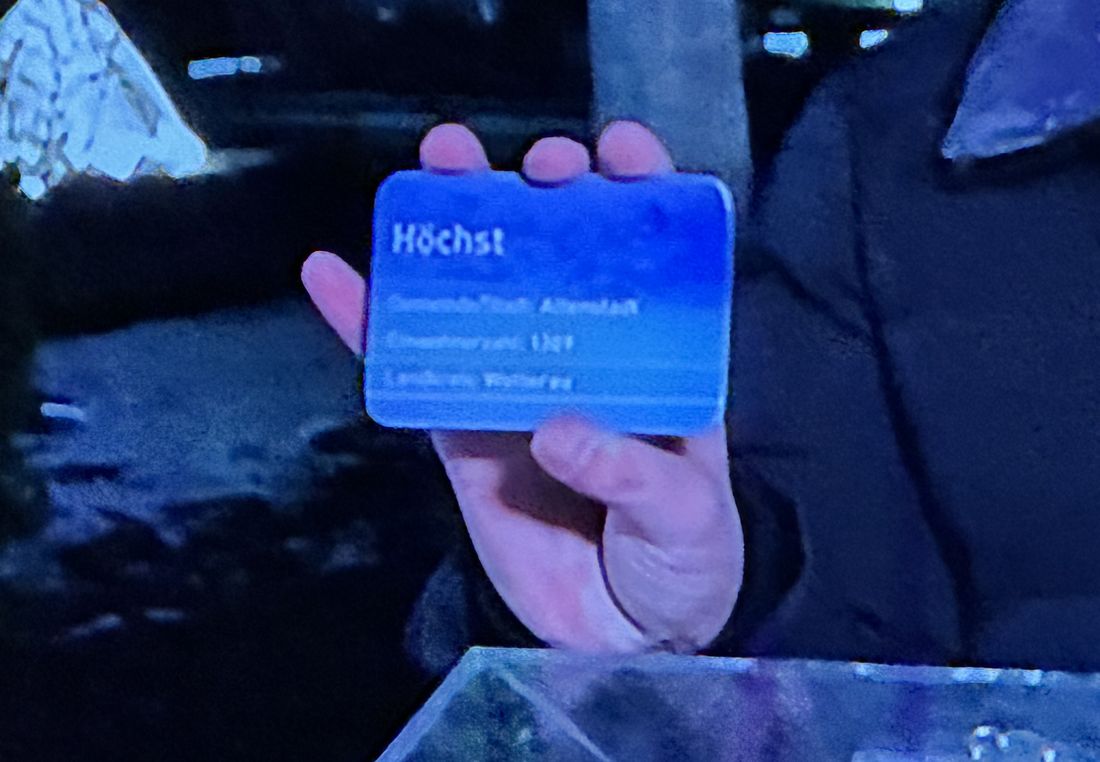 Höchst
Gemeinde/Stadt: Altenstadt
Einwohnerzahl:
Landkreis: Wetterau